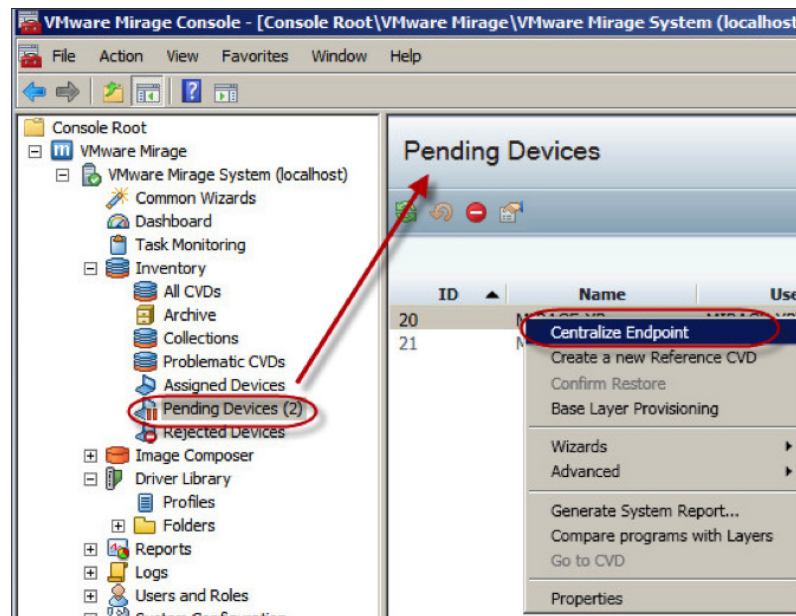 VMware Mirage Console - [Console Root\VMware Mirage\VMware Mirage System (localhost
File Action View Favorites Window Help
Console Root
VMware Mirage
VMware Mirage System (localhost)
Common Wizards
Dashboard
Task Monitoring
Inventory
All CVDs
Archive
Collections
Problematic CVDs
Assigned Devices
Pending Devices (2)
Rejected Devices
Image Composer
Driver Library
Profiles
Folders
Reports
Logs
Users and Roles
System Configuration
Pending Devices
ID Name Use
20
21
Centralize Endpoint
Create a new Reference CVD
Confirm Restore
Base Layer Provisioning
Wizards
Advanced
Generate System Report...
Compare programs with Layers
Go to CVD
Properties